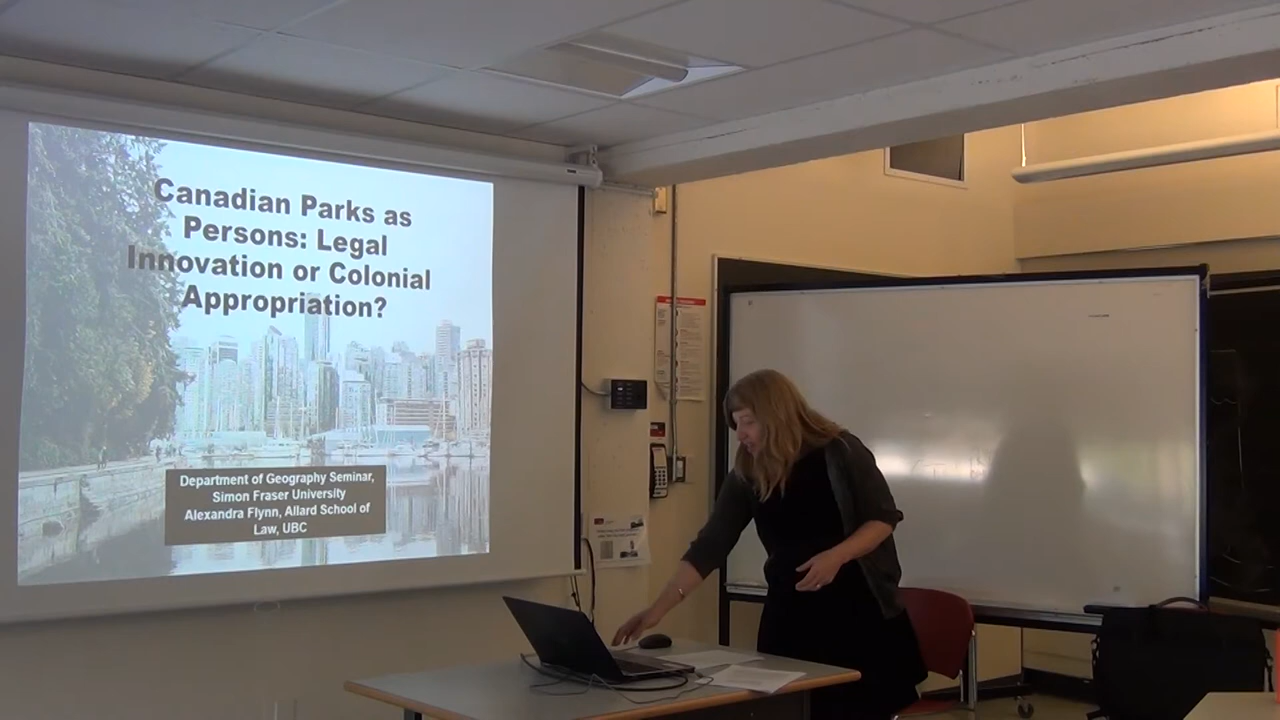 Canadian Parks as
Persons: Legal
Innovation or Colonial
Appropriation?
Department of Geography Seminar,
Simon Fraser University
Alexandra Flynn, Allard School of
Law, UBC